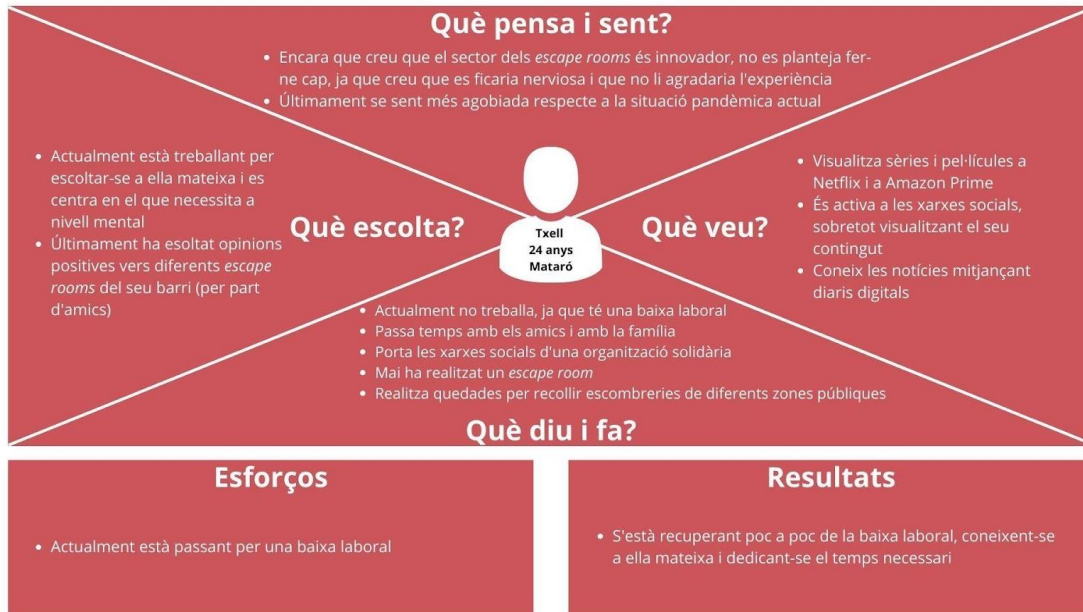 Què pensa i sent?
• Encara que creu que el sector dels escape rooms és innovador, no es planteja fer-
ne cap, ja que creu que es ficaria nerviosa i que no li agradaria l'experiència
• Últimament se sent més agobiada respecte a la situació pandèmica actual
• Actualment està treballant per
escoltar-se a ella mateixa i es
centra en el que necessita a
nivell mental
• Últimament ha esoltat opinions
positives vers diferents escape
rooms del seu barri (per part
d'amics)
Què escolta?
Txell
24 anys
Mataró
Què veu?
• Visualitza sèries i pel·lícules a
Netflix i a Amazon Prime
• És activa a les xarxes socials,
sobretot visualitzant el seu
contingut
• Coneix les notícies mitjançant
diaris digitals
• Actualment no treballa, ja que té una baixa laboral
• Passa temps amb els amics i amb la família
• Porta les xarxes socials d'una organització solidària
• Mai ha realitzat un escape room
• Realitza quedades per recollir escombreries de diferents zones públiques
Què diu i fa?
Esforços
• Actualment està passant per una baixa laboral
Resultats
• S'està recuperant poc a poc de la baixa laboral, coneixent-se
a ella mateixa i dedicant-se el temps necessari